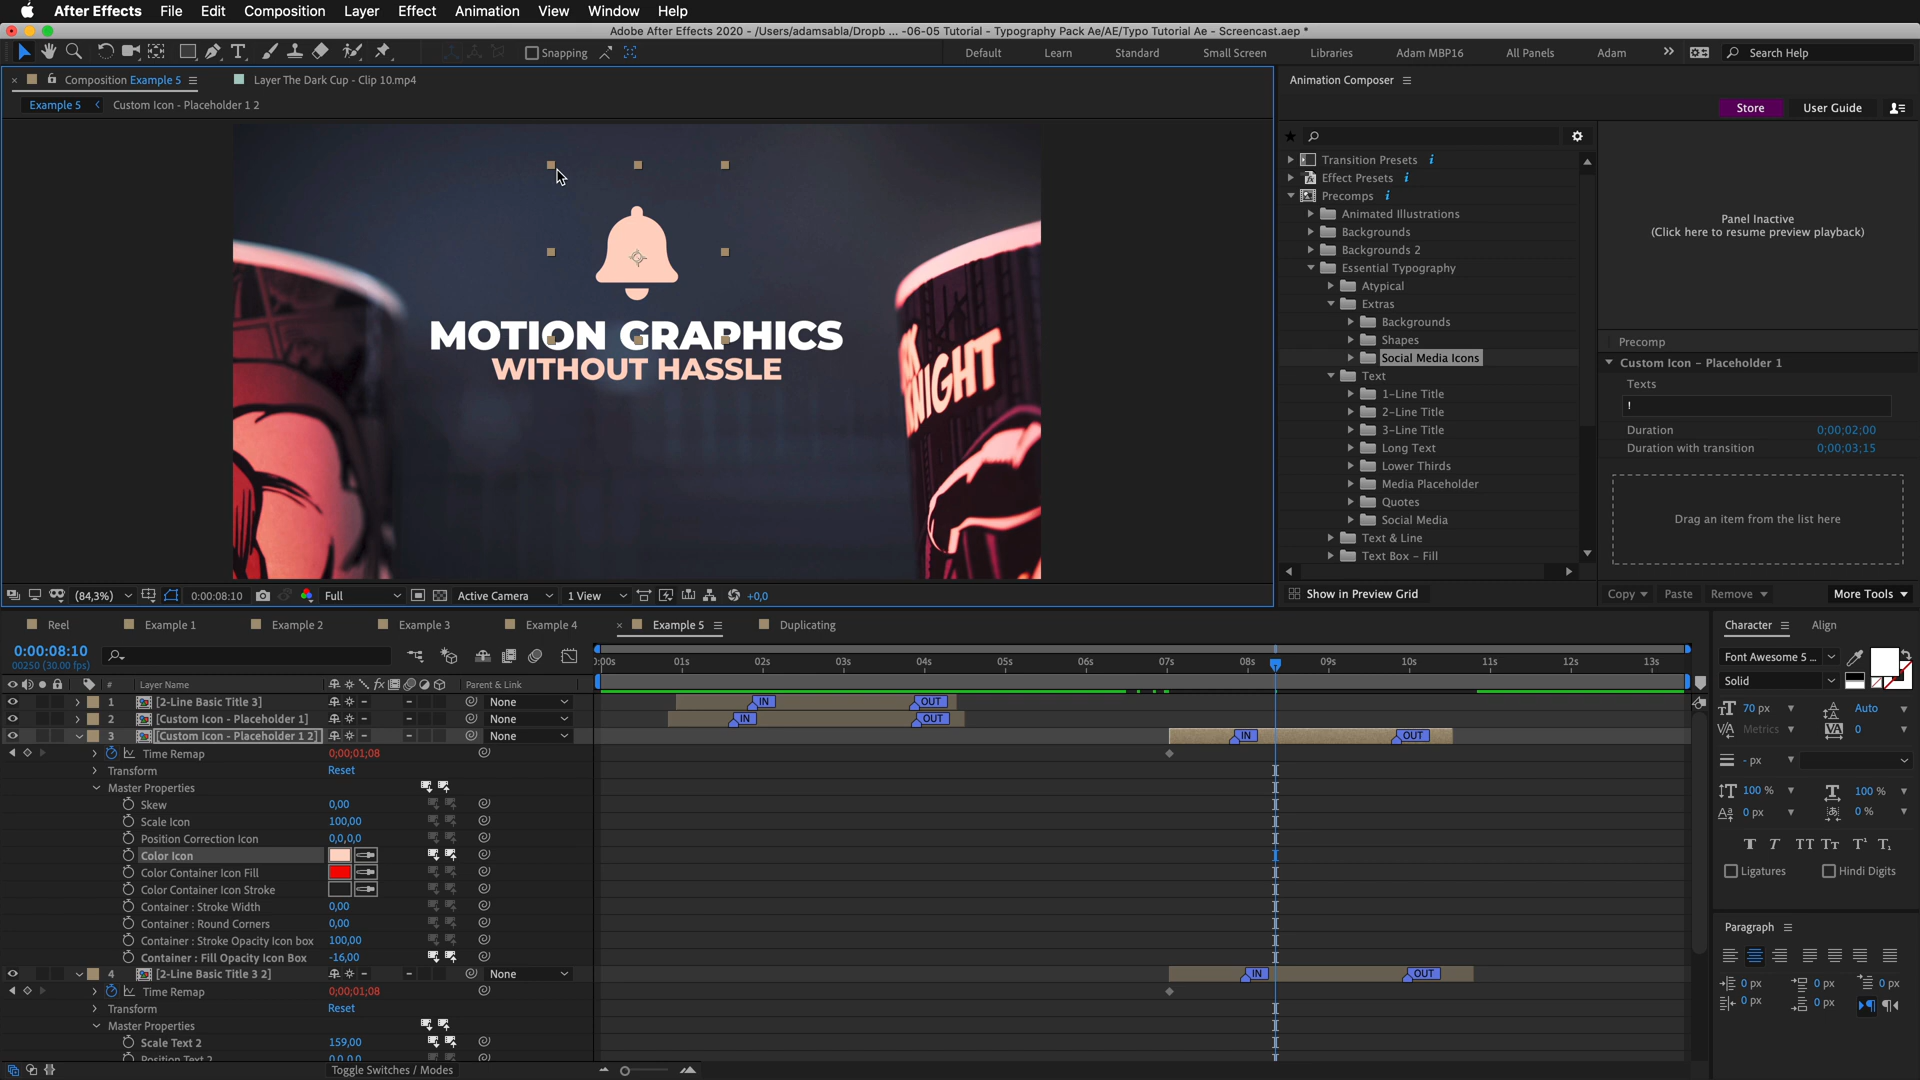 After Effects File Edit Composition Layer Effect Animation View Window Help
Adobe After Effects 2020 - /Users/adamsabla/Dropb ... -06-05 Tutorial - Typography Pack Ae/AE/Typo Tutorial Ae - Screencast.aep *
Snapping Default Learn Standard Small Screen Libraries Adam MBP16 All Panels Adam Search Help
Composition Example 5 Layer The Dark Cup - Clip 10.mp4
Example 5 Custom Icon - Placeholder 1 2
MOTION GRAPHICS
WITHOUT HASSLE
KNIGHT
(84,3%) 0:00:08:10 Full Active Camera 1 View +0,0
Animation Composer
Store User Guide
Transition Presets i
Effect Presets i
Precomps i
Animated Illustrations
Backgrounds
Backgrounds 2
Essential Typography
Atypical
Extras
Backgrounds
Shapes
Social Media Icons
Text
1-Line Title
2-Line Title
3-Line Title
Long Text
Lower Thirds
Media Placeholder
Quotes
Social Media
Text & Line
Text Box - Fill
Show in Preview Grid
Panel Inactive
(Click here to resume preview playback)
Precomp
Custom Icon - Placeholder 1
Texts
!
Duration 0;00;02;00
Duration with transition 0;00;03;15
Drag an item from the list here
Copy Paste Remove More Tools
Reel Example 1 Example 2 Example 3 Example 4 Example 5 Duplicating
0:00:08:10
00250 (30.00 fps)
0:00s 01s 02s 03s 04s 05s 06s 07s 08s 09s 10s 11s 12s 13s
# Layer Name fx Parent & Link
1 [2-Line Basic Title 3] None IN OUT
2 [Custom Icon - Placeholder 1] None IN OUT
3 [Custom Icon - Placeholder 1 2] None IN OUT
Time Remap 0;00;01;08
Transform Reset
Master Properties
Skew 0,00
Scale Icon 100,00
Position Correction Icon 0,0,0,0
Color Icon
Color Container Icon Fill
Color Container Icon Stroke
Container : Stroke Width 0,00
Container : Round Corners 0,00
Container : Stroke Opacity Icon box 100,00
Container : Fill Opacity Icon Box -16,00
4 [2-Line Basic Title 3 2] None IN OUT
Time Remap 0;00;01;08
Transform Reset
Master Properties
Scale Text 2 159,00
Position Text 2 0,0,0,0
Toggle Switches / Modes
Character Align
Font Awesome 5 ...
Solid
70 px Auto
Metrics 0
- px
100 % 100 %
0 px 0 %
T T TT Tt T¹ T₁
Ligatures Hindi Digits
Paragraph
0 px 0 px 0 px
0 px 0 px